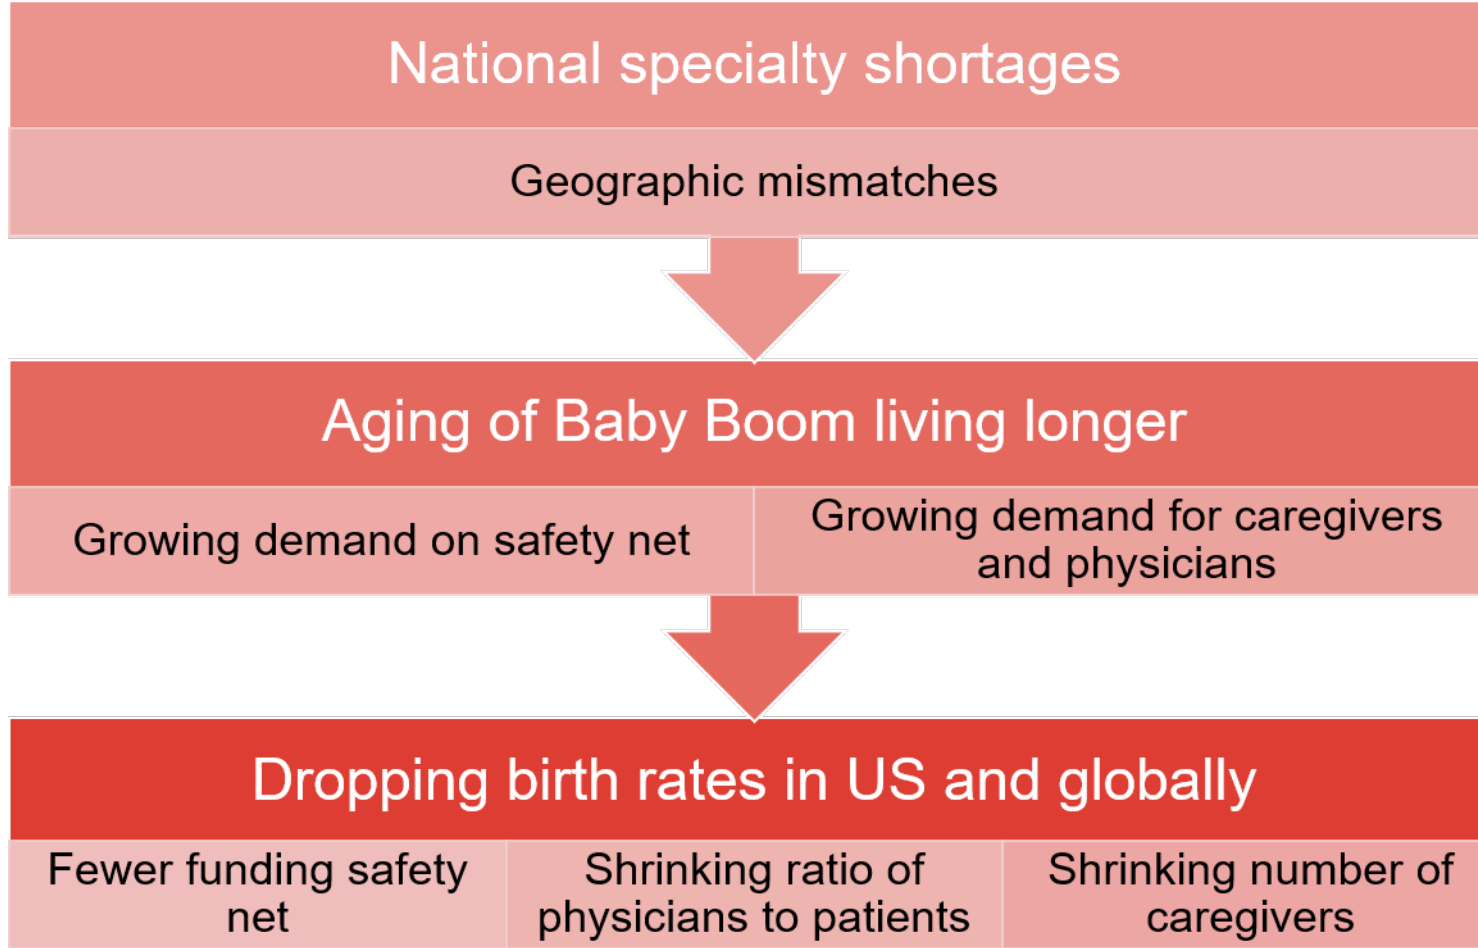 National specialty shortages
Geographic mismatches
Aging of Baby Boom living longer
Growing demand on safety net
Growing demand for caregivers
and physicians
Dropping birth rates in US and globally
Fewer funding safety
net
Shrinking ratio of
physicians to patients
Shrinking number of
caregivers